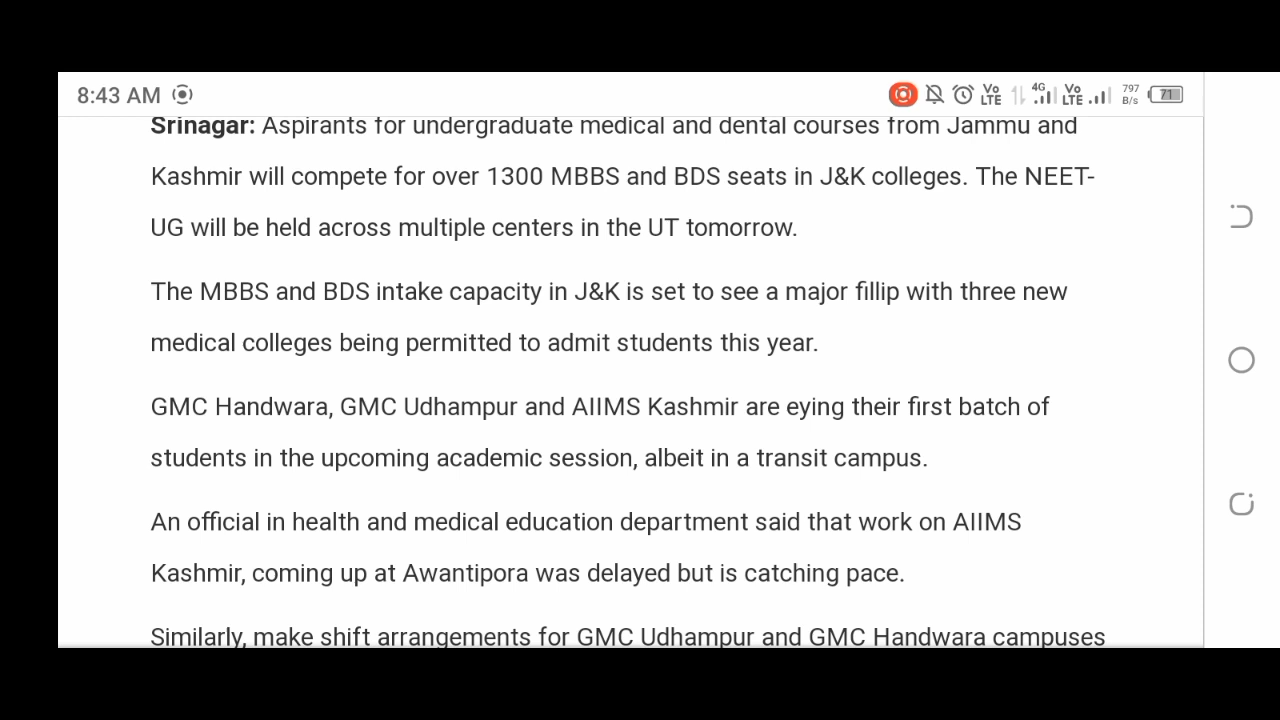 8:43 AM Vo LTE 4G Vo LTE 797 B/s 71
Srinagar: Aspirants for undergraduate medical and dental courses from Jammu and
Kashmir will compete for over 1300 MBBS and BDS seats in J&K colleges. The NEET-
UG will be held across multiple centers in the UT tomorrow.
The MBBS and BDS intake capacity in J&K is set to see a major fillip with three new
medical colleges being permitted to admit students this year.
GMC Handwara, GMC Udhampur and AIIMS Kashmir are eying their first batch of
students in the upcoming academic session, albeit in a transit campus.
An official in health and medical education department said that work on AIIMS
Kashmir, coming up at Awantipora was delayed but is catching pace.
Similarly, make shift arrangements for GMC Udhampur and GMC Handwara campuses